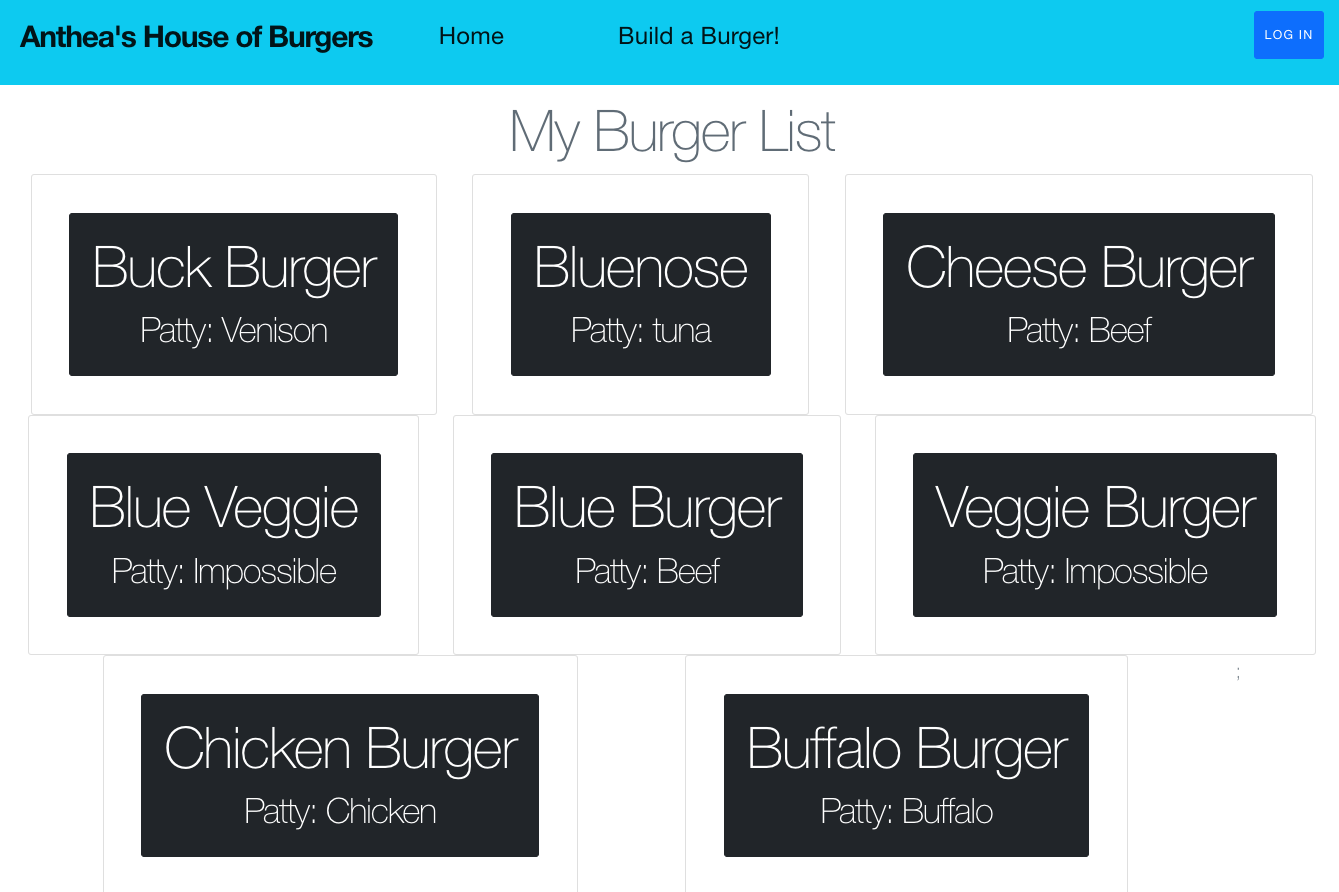 Anthea's House of Burgers Home Build a Burger! LOG IN
My Burger List
Buck Burger
Patty: Venison
Bluenose
Patty: tuna
Cheese Burger
Patty: Beef
Blue Veggie
Patty: Impossible
Blue Burger
Patty: Beef
Veggie Burger
Patty: Impossible
Chicken Burger
Patty: Chicken
Buffalo Burger
Patty: Buffalo
;